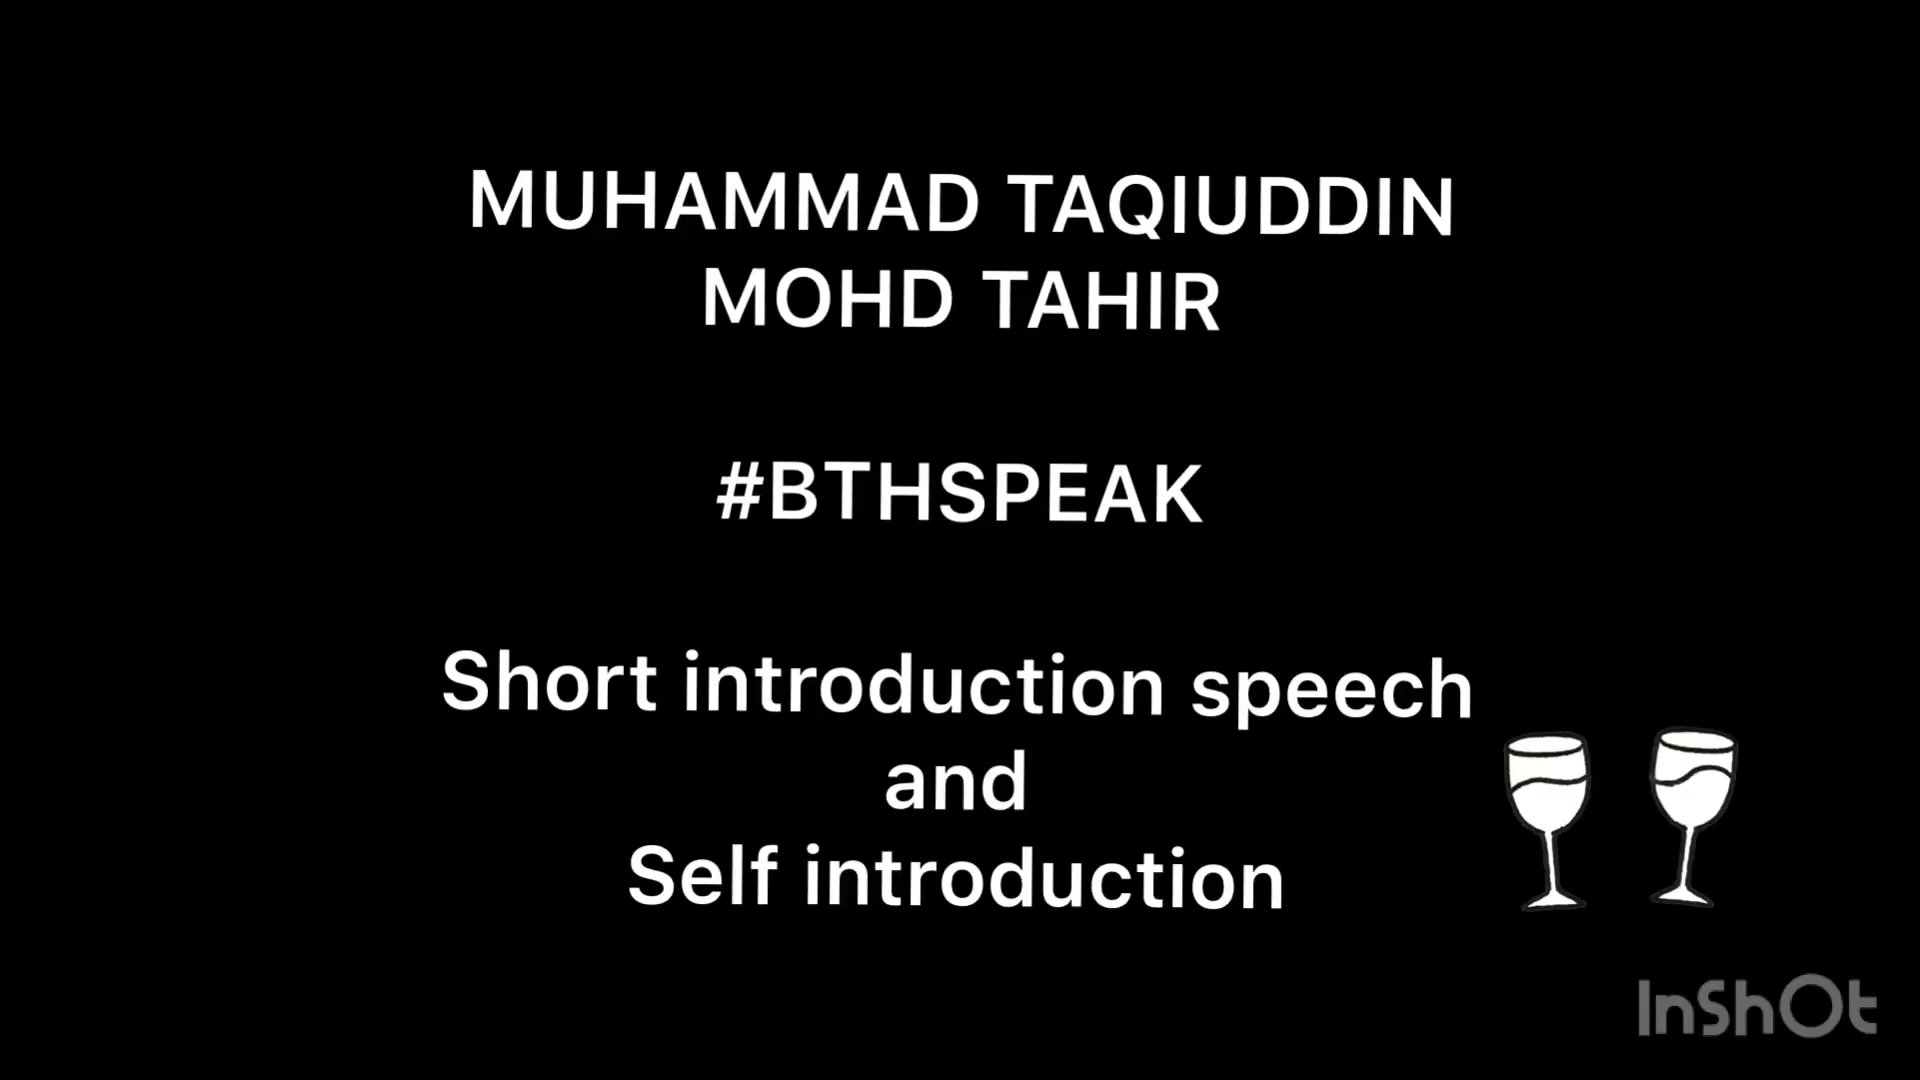 MUHAMMAD TAQIUDDIN
MOHD TAHIR
#BTHSPEAK
Short introduction speech
and
Self introduction
InShOt